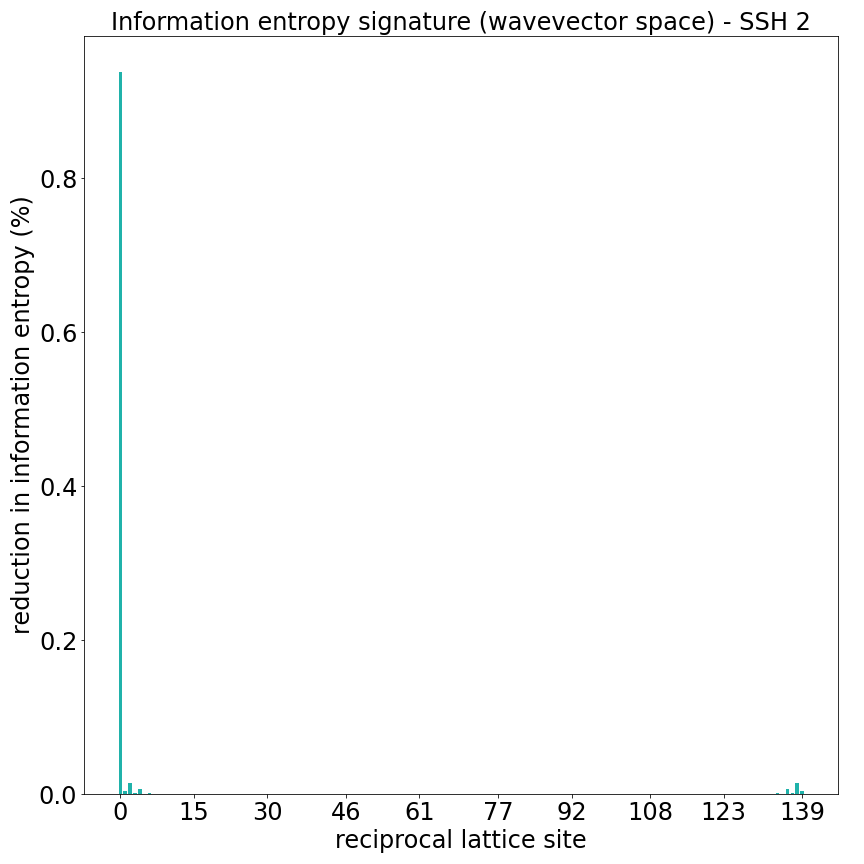 Information entropy signature (wavevector space) - SSH 2
reduction in information entropy (%)
0.8
0.6
0.4
0.2
0.0
0 15 30 46 61 77 92 108 123 139
reciprocal lattice site